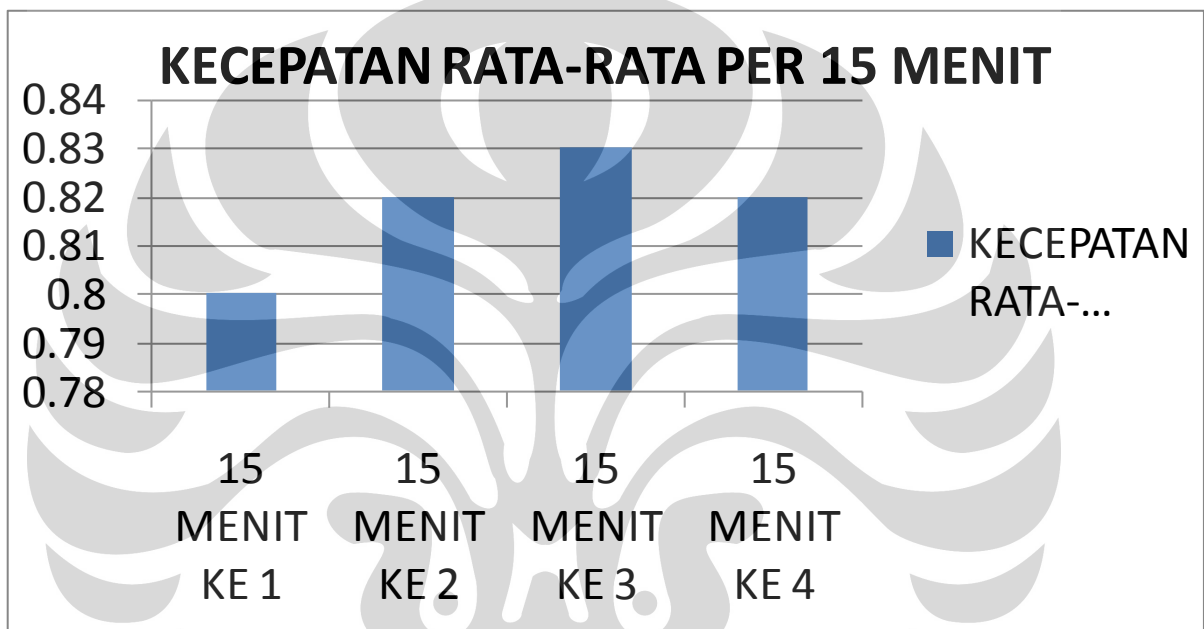 KECEPATAN RATA-RATA PER 15 MENIT
0.84
0.83
0.82
0.81
0.8
0.79
0.78
15 MENIT KE 1
15 MENIT KE 2
15 MENIT KE 3
15 MENIT KE 4
KECEPATAN
RATA-...